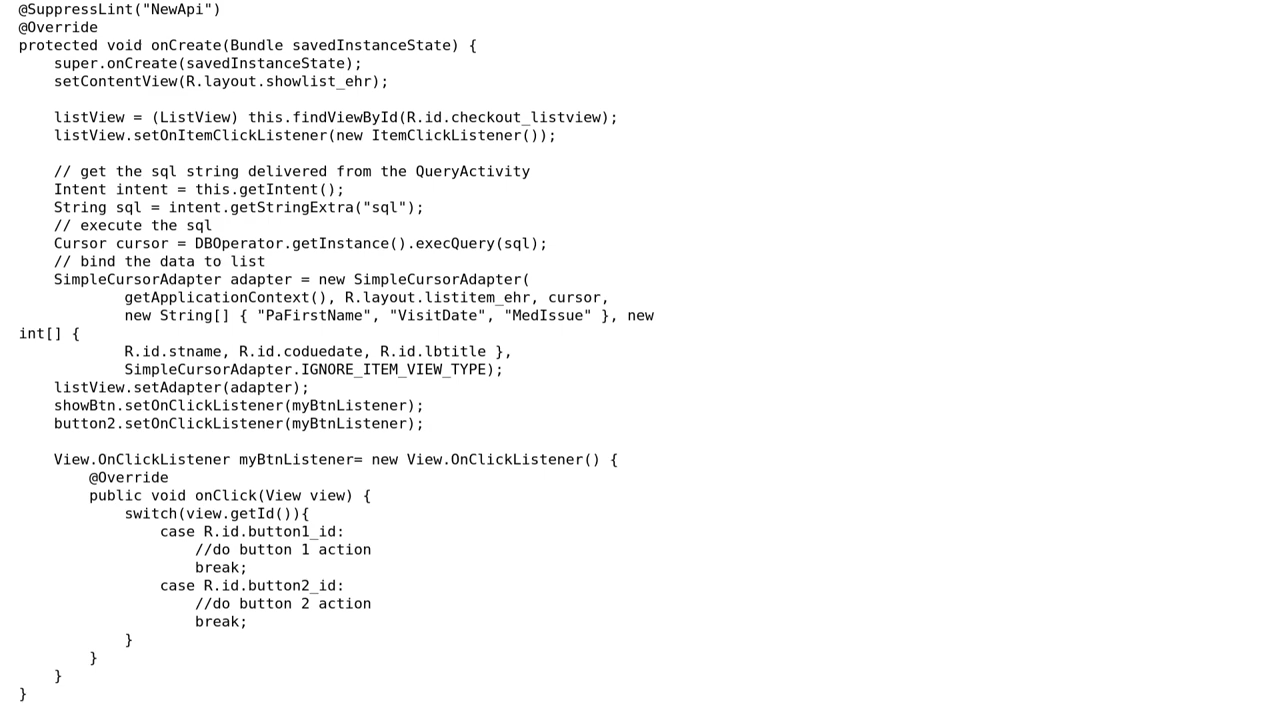 @SuppressLint("NewApi")
@Override
protected void onCreate(Bundle savedInstanceState) {
    super.onCreate(savedInstanceState);
    setContentView(R.layout.showlist_ehr);

    listView = (ListView) this.findViewById(R.id.checkout_listview);
    listView.setOnItemClickListener(new ItemClickListener());

    // get the sql string delivered from the QueryActivity
    Intent intent = this.getIntent();
    String sql = intent.getStringExtra("sql");
    // execute the sql
    Cursor cursor = DBOperator.getInstance().execQuery(sql);
    // bind the data to list
    SimpleCursorAdapter adapter = new SimpleCursorAdapter(
            getApplicationContext(), R.layout.listitem_ehr, cursor,
            new String[] { "PaFirstName", "VisitDate", "MedIssue" }, new
int[] {
            R.id.stname, R.id.coduedate, R.id.lbtitle },
            SimpleCursorAdapter.IGNORE_ITEM_VIEW_TYPE);
    listView.setAdapter(adapter);
    showBtn.setOnClickListener(myBtnListener);
    button2.setOnClickListener(myBtnListener);

    View.OnClickListener myBtnListener= new View.OnClickListener() {
        @Override
        public void onClick(View view) {
            switch(view.getId()){
                case R.id.button1_id:
                    //do button 1 action
                    break;
                case R.id.button2_id:
                    //do button 2 action
                    break;
            }
        }
    }
}